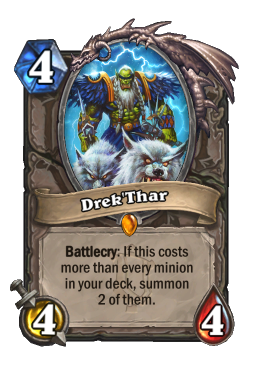 4
Drek'Thar
Battlecry: If this costs
more than every minion
in your deck, summon
2 of them.
4
4